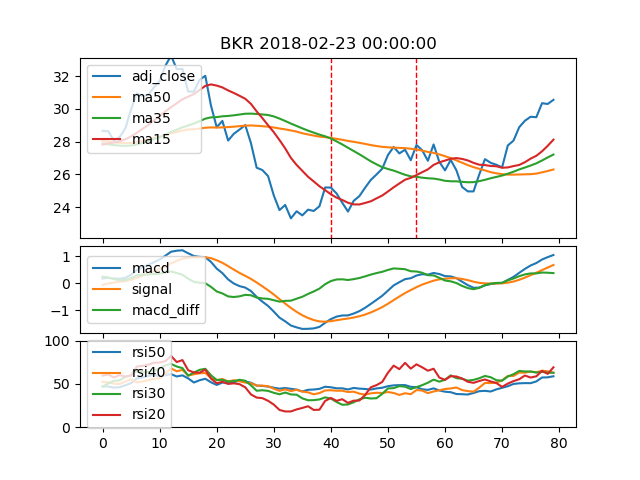 BKR 2018-02-23 00:00:00
32
30
28
26
24
adj_close
ma50
ma35
ma15
1
0
−1
macd
signal
macd_diff
100
50
0
rsi50
rsi40
rsi30
rsi20
0 10 20 30 40 50 60 70 80